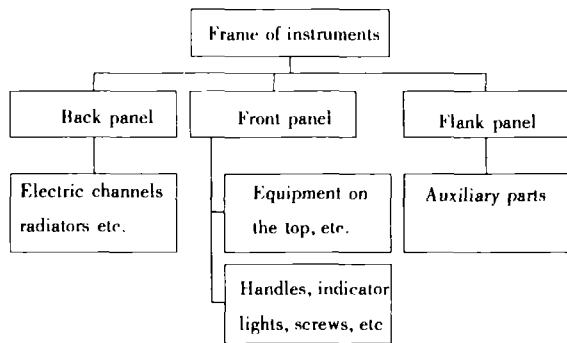 Frame of instruments
Back panel
Front panel
Flank panel
Electric channels
radiators etc.
Equipment on
the top, etc.
Auxiliary parts
Handles, indicator
lights, screws, etc